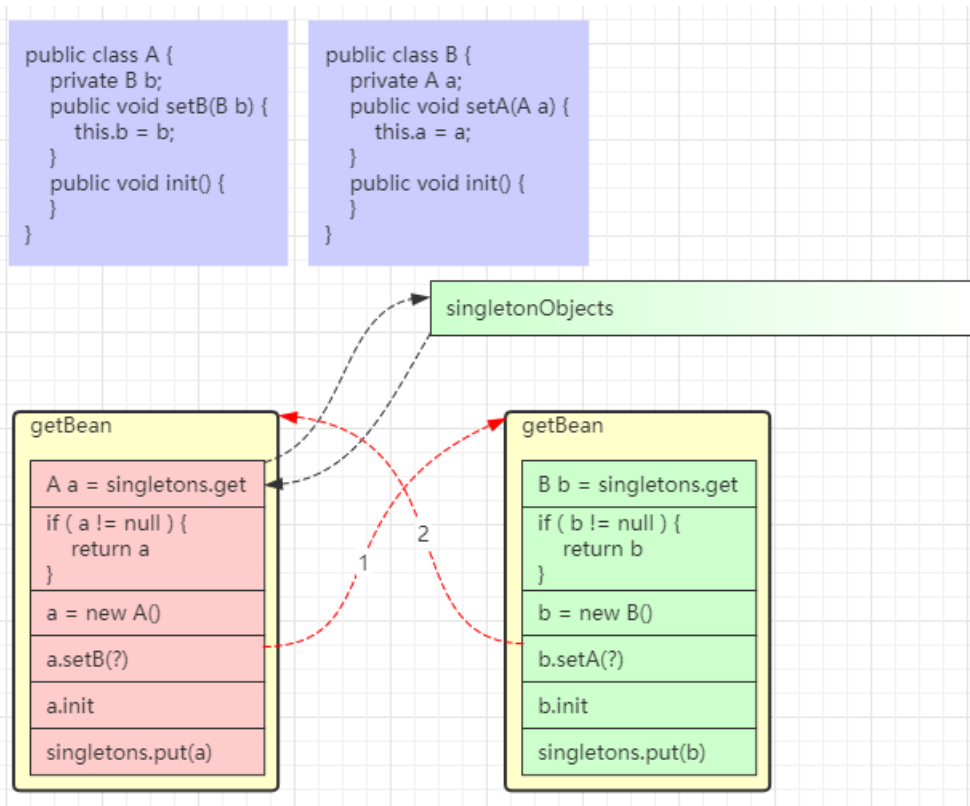 public class A {
private B b;
public void setB(B b) {
this.b = b;
}
public void init() {
}
}
public class B {
private A a;
public void setA(A a) {
this.a = a;
}
public void init() {
}
}
singletonObjects
getBean
A a = singletons.get
if ( a != null ) {
return a
}
a = new A()
a.setB(?)
a.init
singletons.put(a)
1
2
getBean
B b = singletons.get
if ( b != null ) {
return b
}
b = new B()
b.setA(?)
b.init
singletons.put(b)